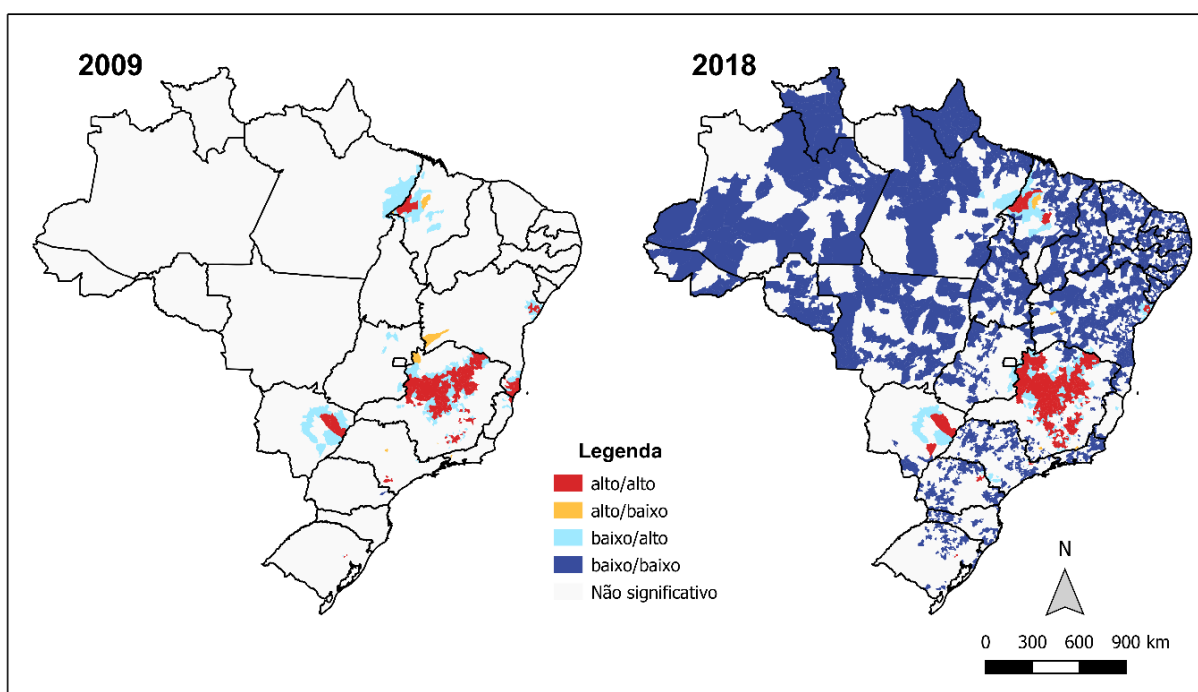 2009
2018
Legenda
alto/alto
alto/baixo
baixo/alto
baixo/baixo
Não significativo
N
0 300 600 900 km